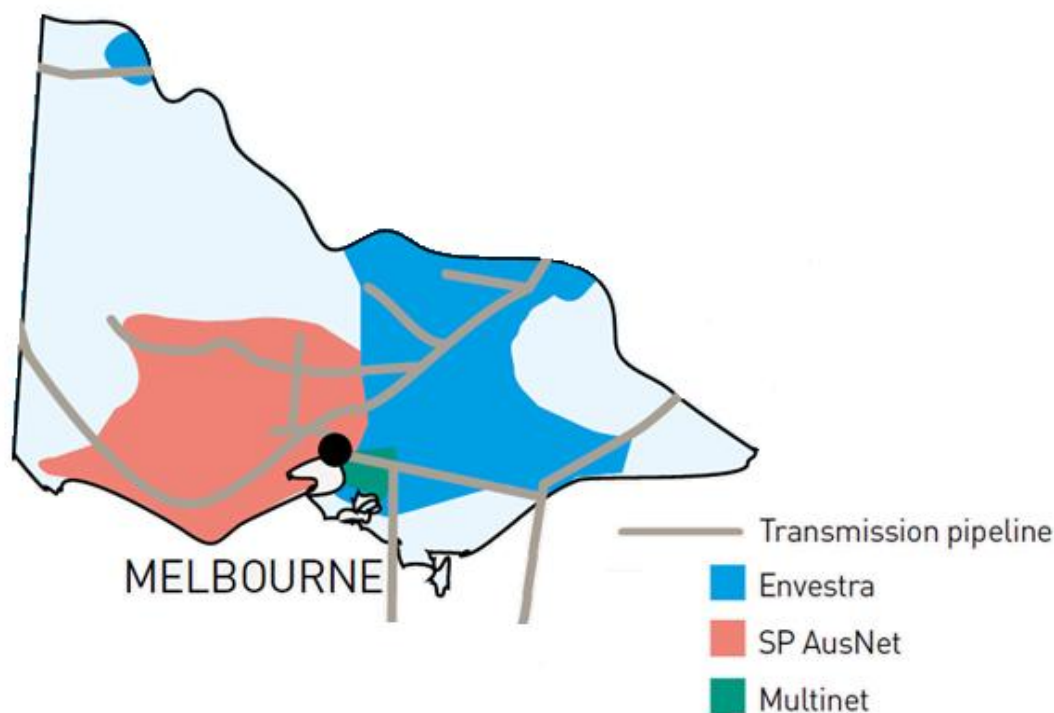 MELBOURNE
Transmission pipeline
Envestra
SP AusNet
Multinet